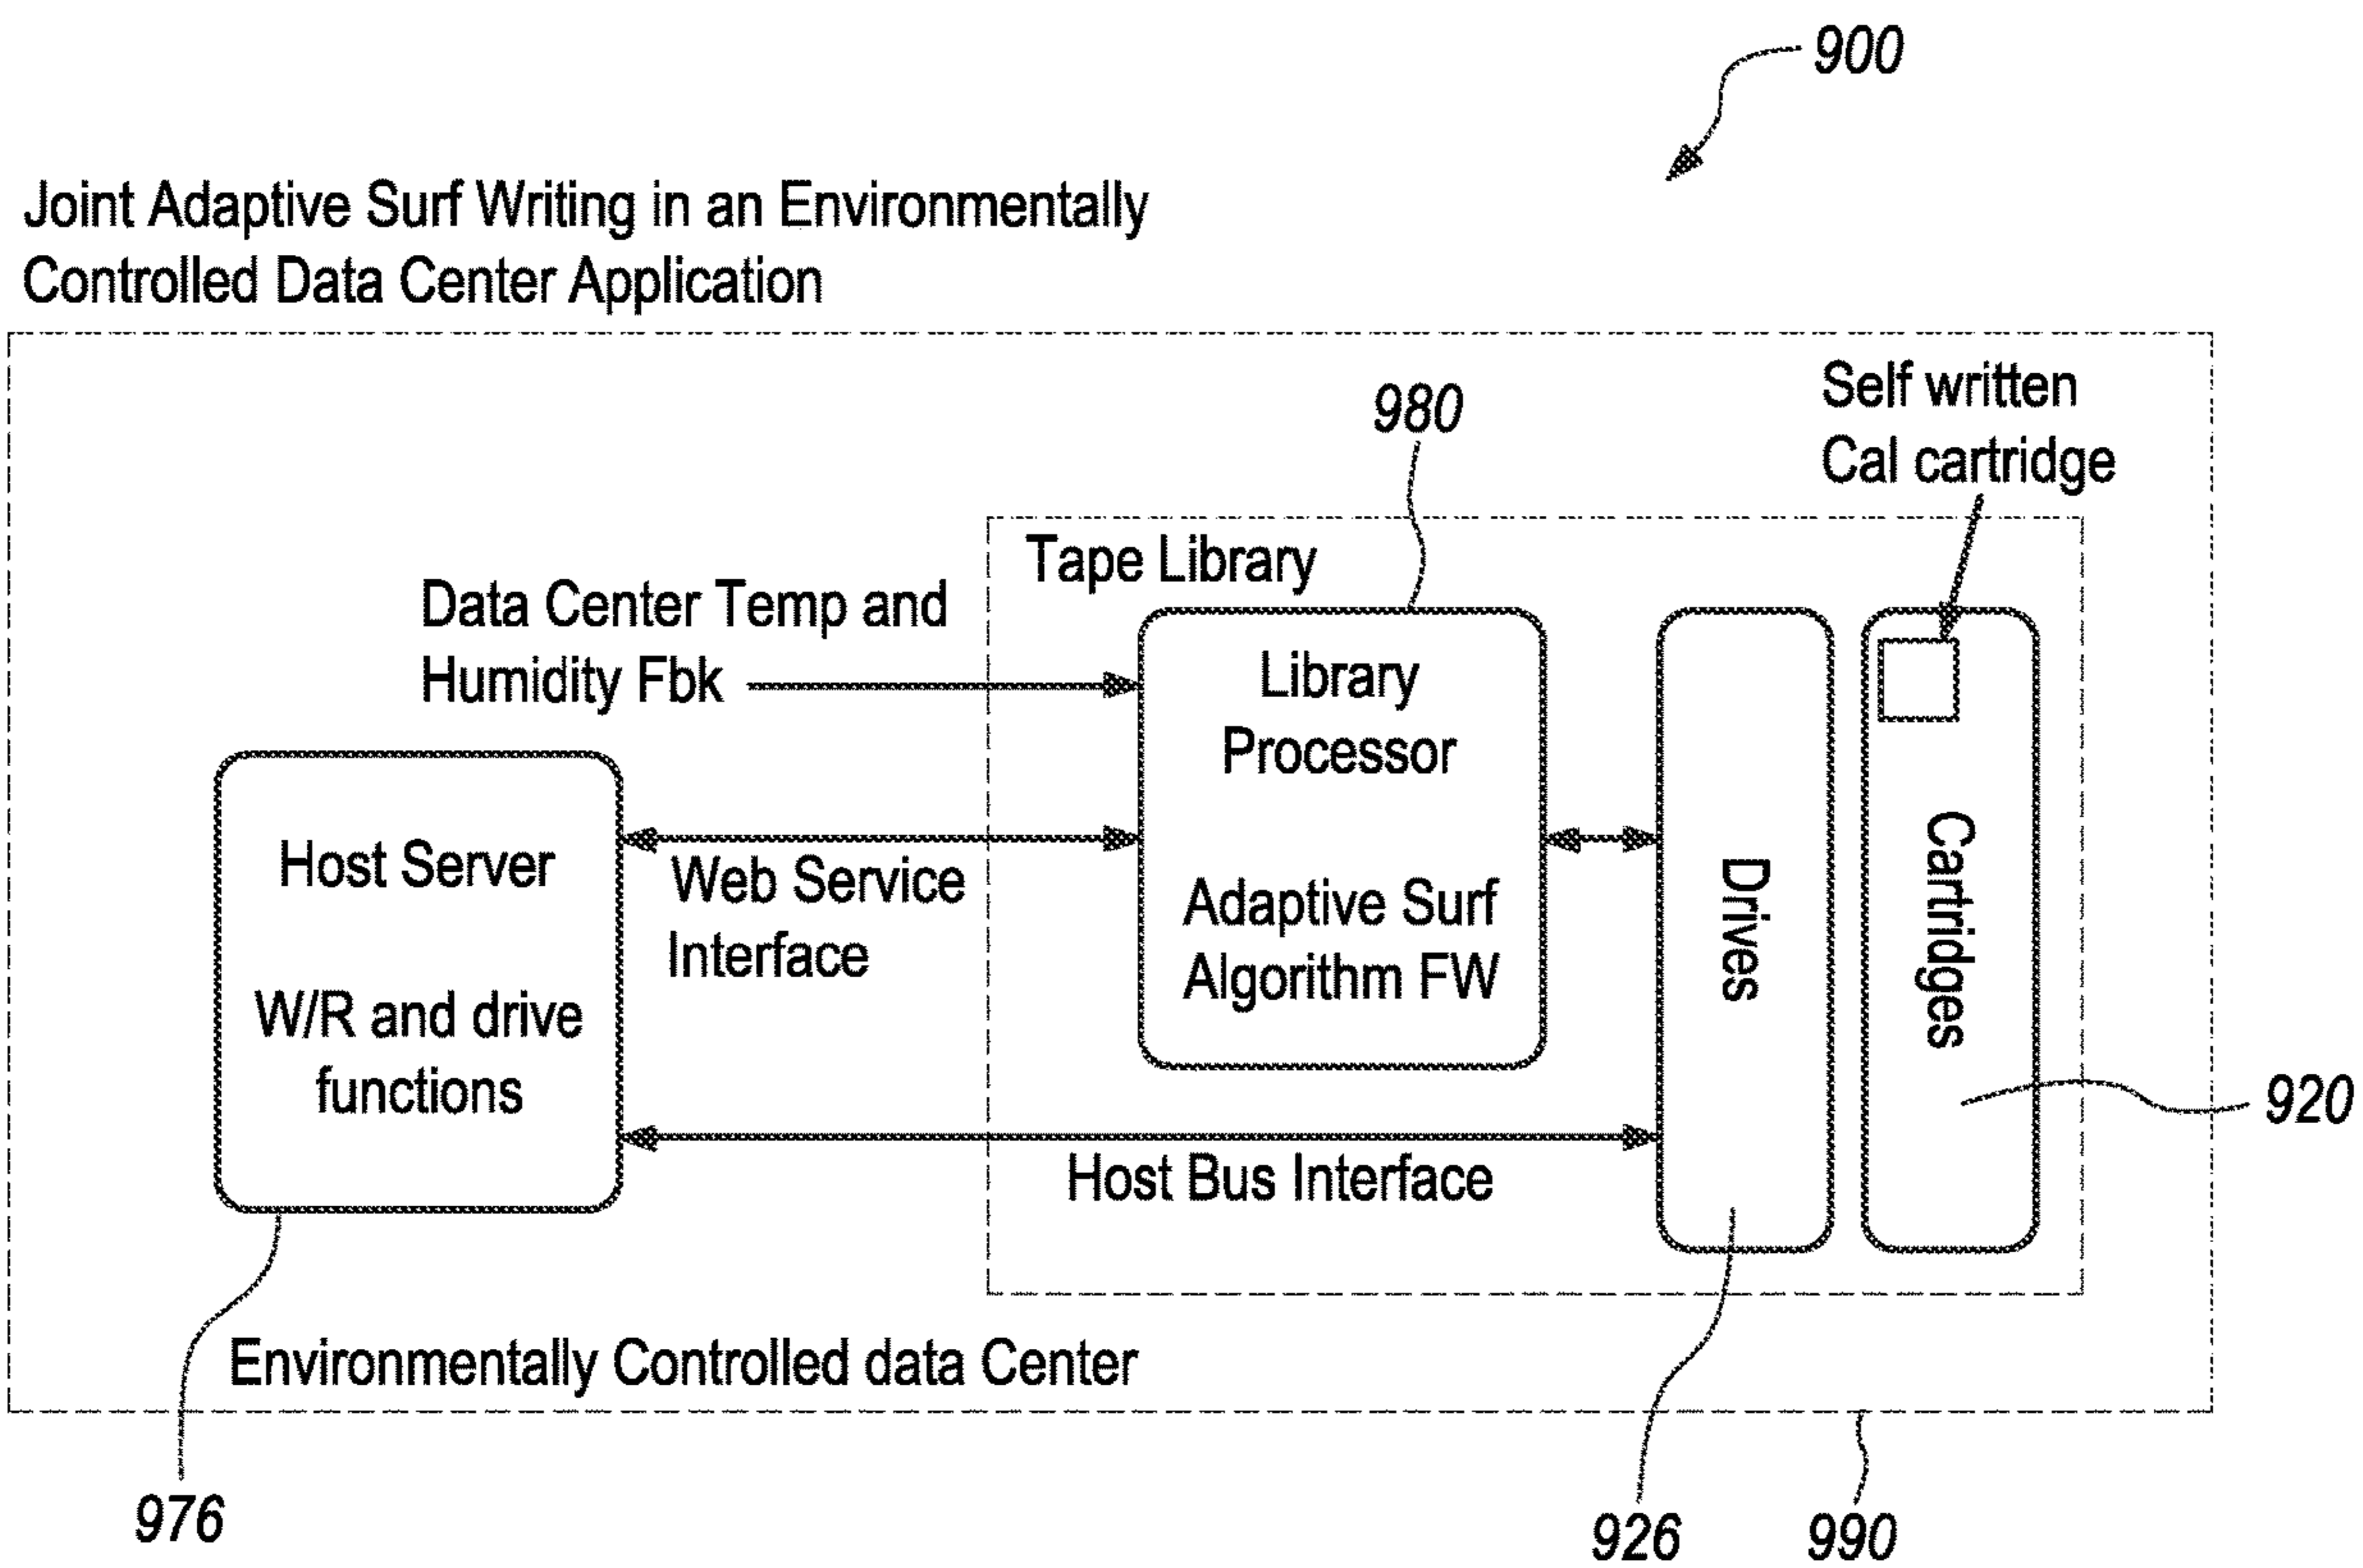 900
Joint Adaptive Surf Writing in an Environmentally
Controlled Data Center Application
Self written
Cal cartridge
980
Tape Library
Data Center Temp and
Humidity Fbk
Library
Processor
Adaptive Surf
Algorithm FW
Host Server
W/R and drive
functions
Web Service
Interface
Host Bus Interface
Drives
Cartridges
920
Environmentally Controlled data Center
976
926
990